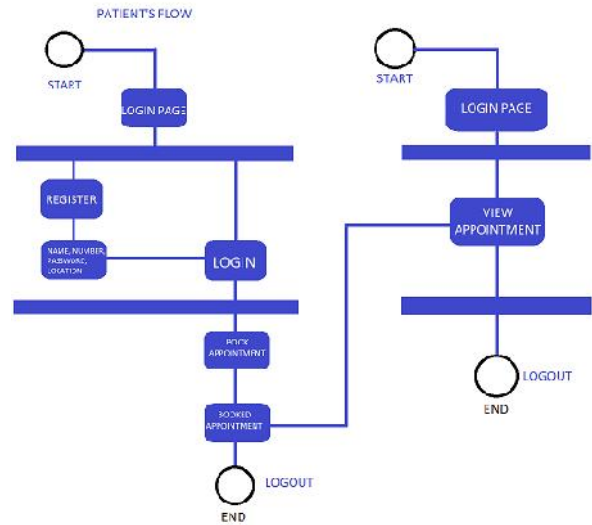 PATIENT'S FLOW
START
LOGIN PAGE
REGISTER
NAME, NUMBER,
PASSWORD,
LOCATION
LOGIN
BOOK
APPOINTMENT
BOOKED
APPOINTMENT
LOGOUT
END
START
LOGIN PAGE
VIEW
APPOINTMENT
LOGOUT
END